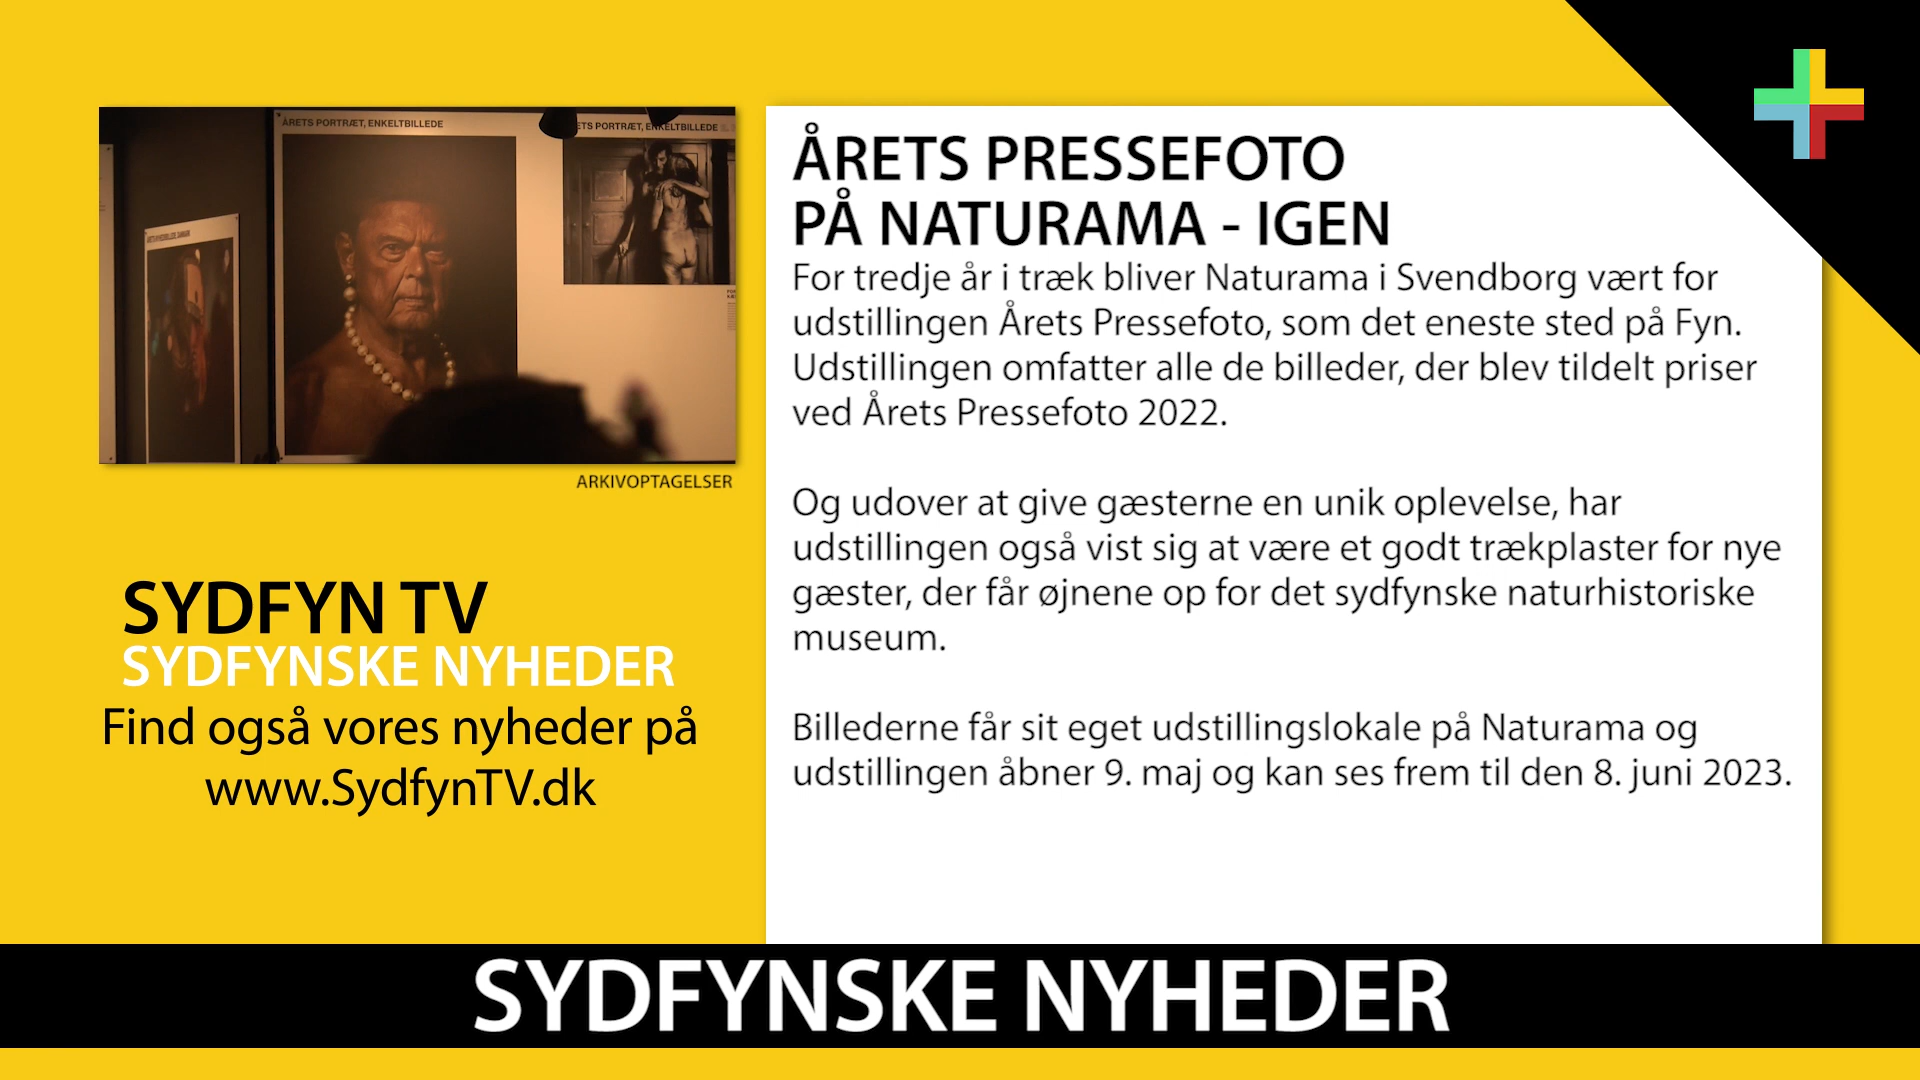 ÅRETS PORTRÆT, ENKELTBILLEDE
ETS PORTRÆT, ENKELTBILLEDE
ARKIVOPTAGELSER
SYDFYN TV
SYDFYNSKE NYHEDER
Find også vores nyheder på
www.SydfynTV.dk
ÅRETS PRESSEFOTO
PÅ NATURAMA - IGEN
For tredje år i træk bliver Naturama i Svendborg vært for
udstillingen Årets Pressefoto, som det eneste sted på Fyn.
Udstillingen omfatter alle de billeder, der blev tildelt priser
ved Årets Pressefoto 2022.
Og udover at give gæsterne en unik oplevelse, har
udstillingen også vist sig at være et godt trækplaster for nye
gæster, der får øjnene op for det sydfynske naturhistoriske
museum.
Billederne får sit eget udstillingslokale på Naturama og
udstillingen åbner 9. maj og kan ses frem til den 8. juni 2023.
SYDFYNSKE NYHEDER